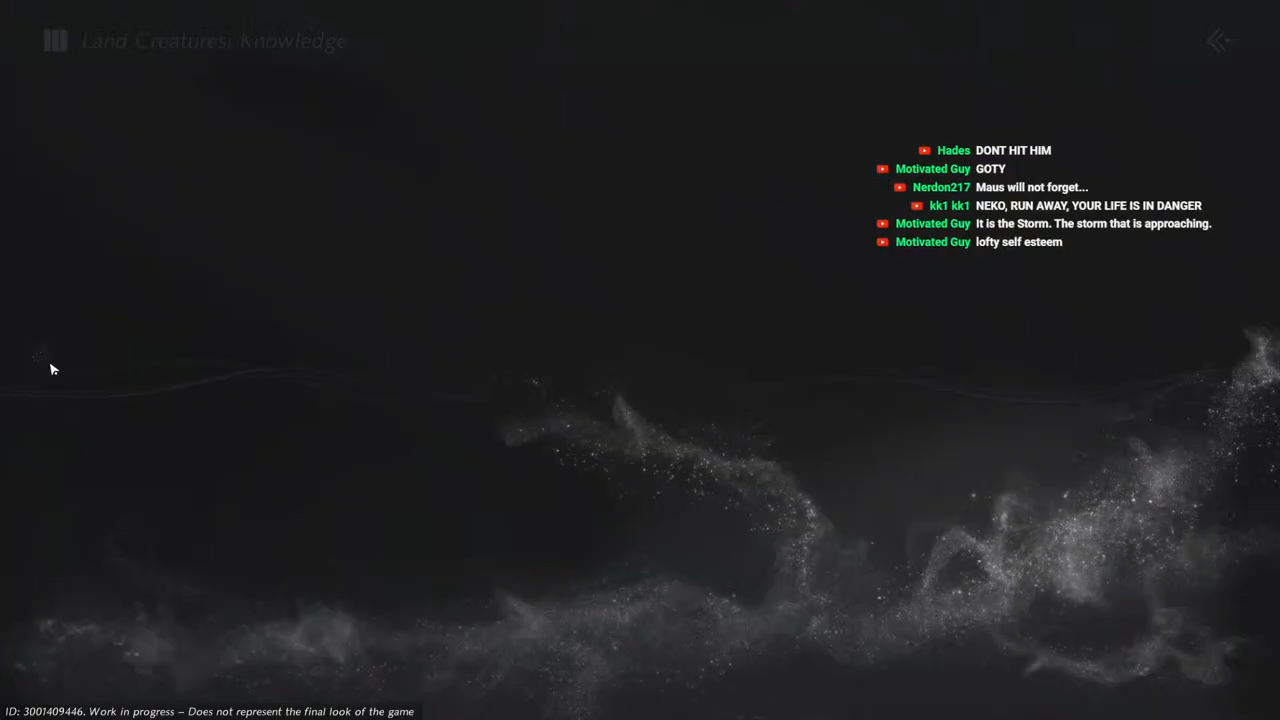 Land Creatures: Knowledge
Hades DONT HIT HIM
Motivated Guy GOTY
Nerdon217 Maus will not forget...
kk1 kk1 NEKO, RUN AWAY, YOUR LIFE IS IN DANGER
Motivated Guy It is the Storm. The storm that is approaching.
Motivated Guy lofty self esteem
ID: 3001409446. Work in progress – Does not represent the final look of the game